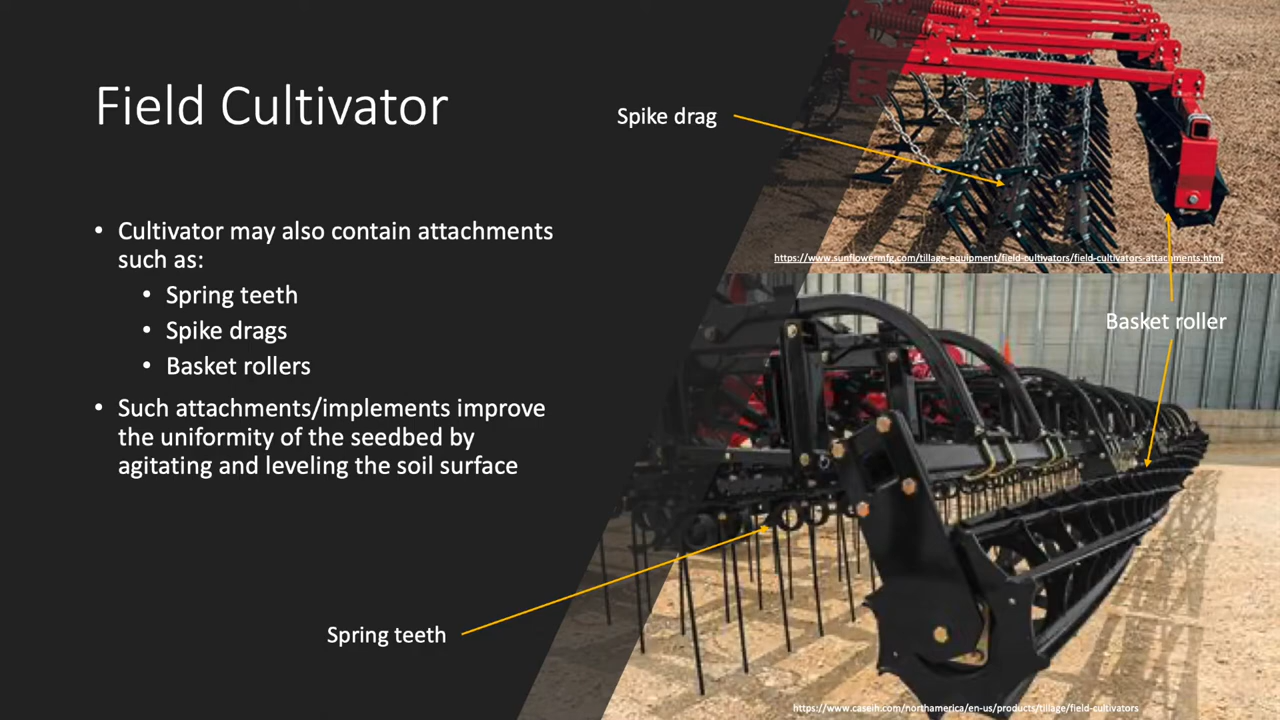 Field Cultivator
• Cultivator may also contain attachments
such as:
• Spring teeth
• Spike drags
• Basket rollers
• Such attachments/implements improve
the uniformity of the seedbed by
agitating and leveling the soil surface
Spike drag
https://www.sunflowermfg.com/tillage-equipment/field-cultivators/field-cultivators-attachments.html
Basket roller
Spring teeth
https://www.caseih.com/northamerica/en-us/products/tillage/field-cultivators